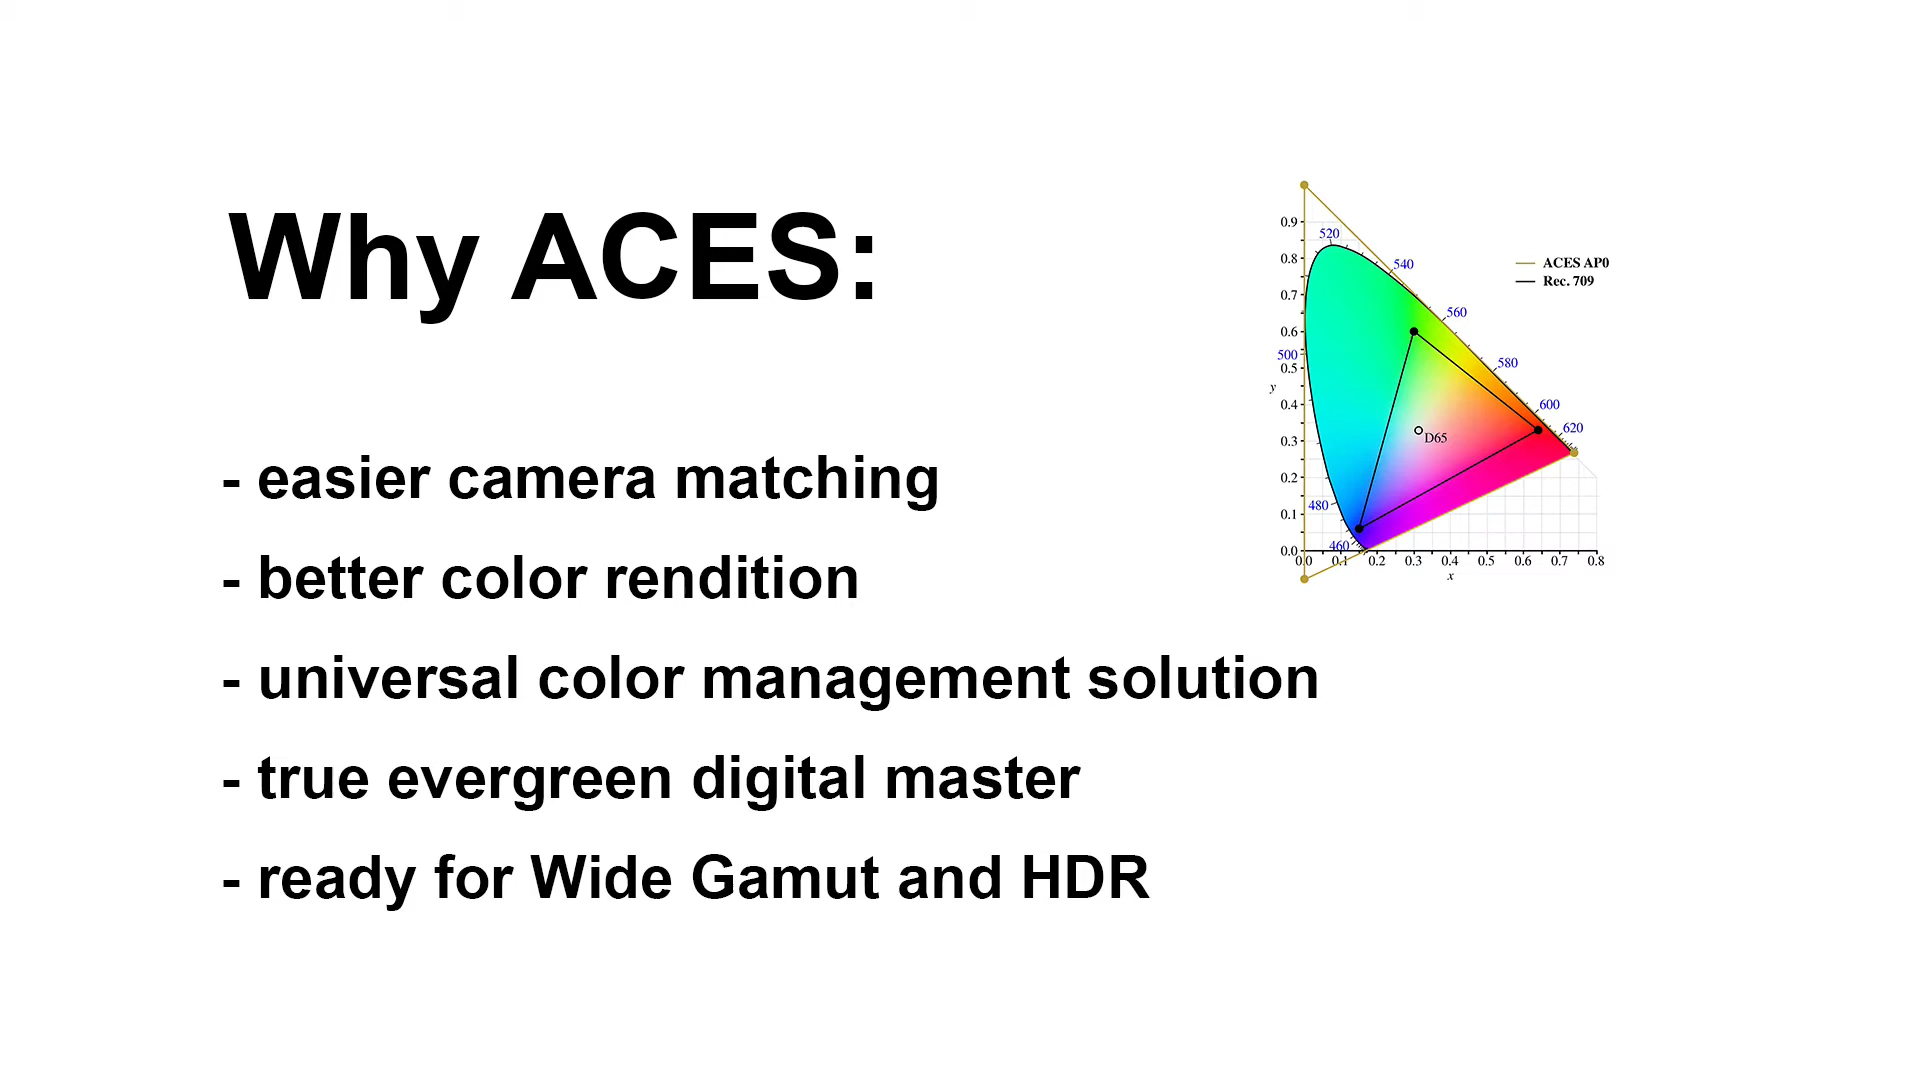 Why ACES:
- easier camera matching
- better color rendition
- universal color management solution
- true evergreen digital master
- ready for Wide Gamut and HDR
ACES AP0
Rec. 709
0.9
0.8
0.7
0.6
0.5
0.4
0.3
0.2
0.1
0.0
y
520
540
560
580
600
620
500
480
460
D65
0.0 0.1 0.2 0.3 0.4 0.5 0.6 0.7 0.8
x